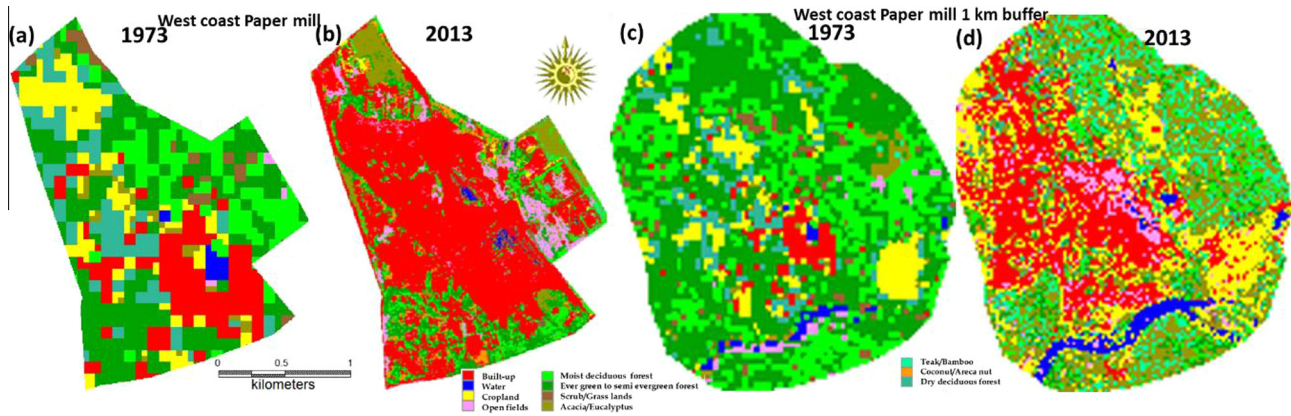 West coast Paper mill
(a)
1973
(b)
2013
West coast Paper mill 1 km buffer
(c)
1973
(d)
2013
0 0.5 1
kilometers
Built-up
Water
Cropland
Open fields
Moist deciduous forest
Ever green to semi evergreen forest
Scrub/Grass lands
Acacia/Eucalyptus
Teak/Bamboo
Coconut/Areca nut
Dry deciduous forest